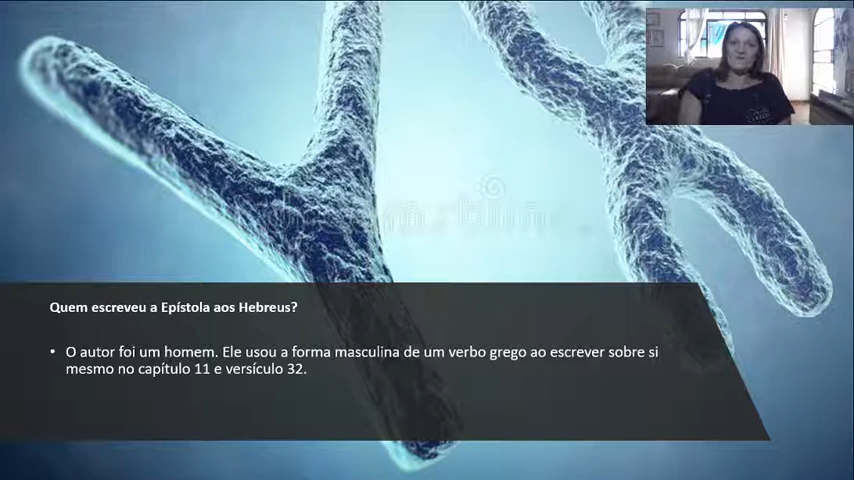 Quem escreveu a Epístola aos Hebreus?
• O autor foi um homem. Ele usou a forma masculina de um verbo grego ao escrever sobre si
mesmo no capítulo 11 e versículo 32.